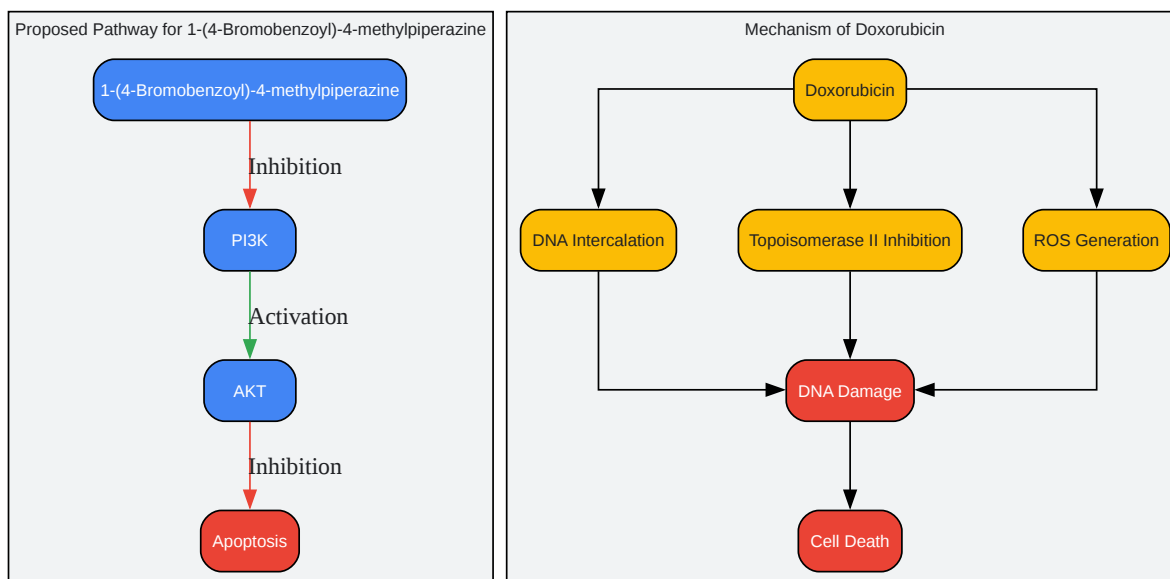 Proposed Pathway for 1-(4-Bromobenzoyl)-4-methylpiperazine
1-(4-Bromobenzoyl)-4-methylpiperazine
Inhibition
PI3K
Activation
AKT
Inhibition
Apoptosis
Mechanism of Doxorubicin
Doxorubicin
DNA Intercalation
Topoisomerase II Inhibition
ROS Generation
DNA Damage
Cell Death